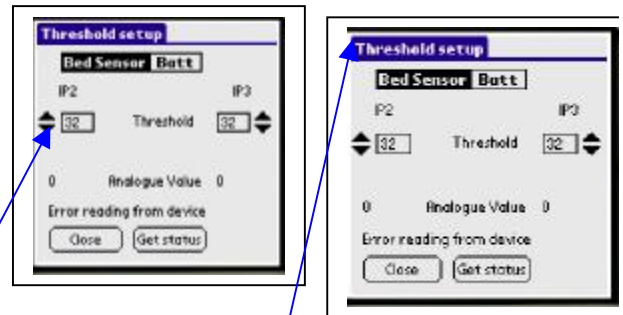 Threshold setup
Bed Sensor Batt
IP2 IP3
32 Threshold 32
0 Analogue Value 0
Error reading from device
Close Get status
Threshold setup
Bed Sensor Batt
IP2 IP3
32 Threshold 32
0 Analogue Value 0
Error reading from device
Close Get status